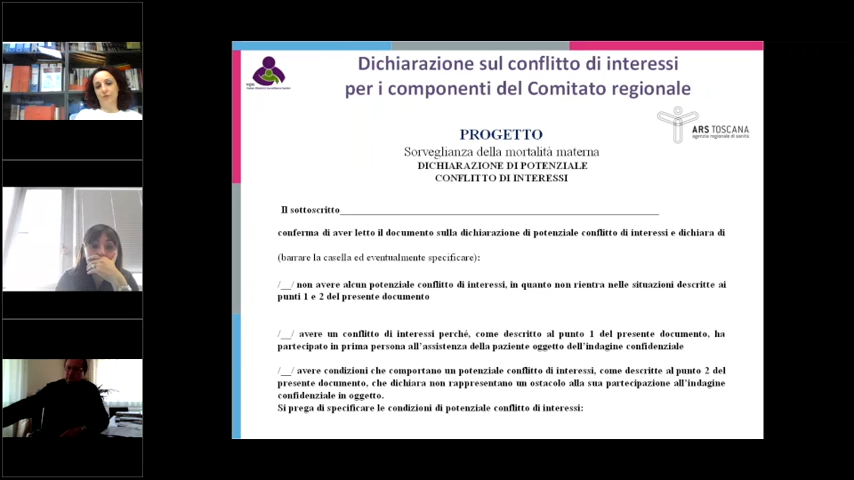 Dichiarazione sul conflitto di interessi
per i componenti del Comitato regionale
ARS TOSCANA
agenzia regionale di sanità
PROGETTO
Sorveglianza della mortalità materna
DICHIARAZIONE DI POTENZIALE
CONFLITTO DI INTERESSI
Il sottoscritto_______________________________________________________________
conferma di aver letto il documento sulla dichiarazione di potenziale conflitto di interessi e dichiara di
(barrare la casella ed eventualmente specificare):
/__/ non avere alcun potenziale conflitto di interessi, in quanto non rientra nelle situazioni descritte ai
punti 1 e 2 del presente documento
/__/ avere un conflitto di interessi perché, come descritto al punto 1 del presente documento, ha
partecipato in prima persona all'assistenza della paziente oggetto dell'indagine confidenziale
/__/ avere condizioni che comportano un potenziale conflitto di interessi, come descritte al punto 2 del
presente documento, che dichiara non rappresentano un ostacolo alla sua partecipazione all'indagine
confidenziale in oggetto.
Si prega di specificare le condizioni di potenziale conflitto di interessi: